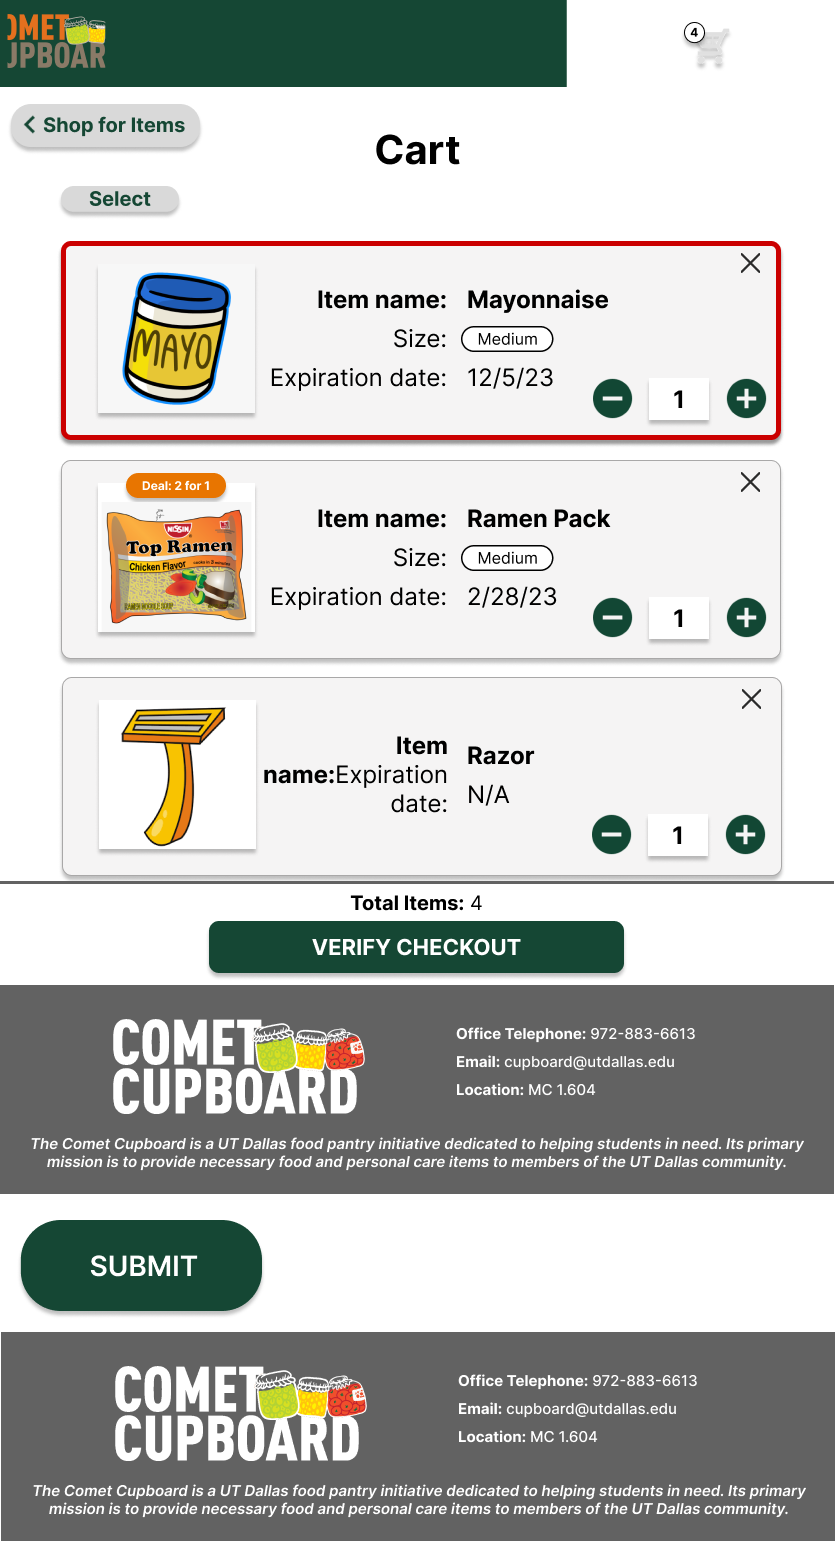 OMET
UPBOAR
4
Shop for Items
Cart
Select
MAYO
Item name: Mayonnaise
Size: Medium
Expiration date: 12/5/23
1
Deal: 2 for 1
NISSIN
Top Ramen
Chicken Flavor
RAMEN NOODLE SOUP
Item name: Ramen Pack
Size: Medium
Expiration date: 2/28/23
1
Item
name:Expiration
date:
Razor
N/A
1
Total Items: 4
VERIFY CHECKOUT
COMET
CUPBOARD
Office Telephone: 972-883-6613
Email: cupboard@utdallas.edu
Location: MC 1.604
The Comet Cupboard is a UT Dallas food pantry initiative dedicated to helping students in need. Its primary
mission is to provide necessary food and personal care items to members of the UT Dallas community.
SUBMIT
COMET
CUPBOARD
Office Telephone: 972-883-6613
Email: cupboard@utdallas.edu
Location: MC 1.604
The Comet Cupboard is a UT Dallas food pantry initiative dedicated to helping students in need. Its primary
mission is to provide necessary food and personal care items to members of the UT Dallas community.